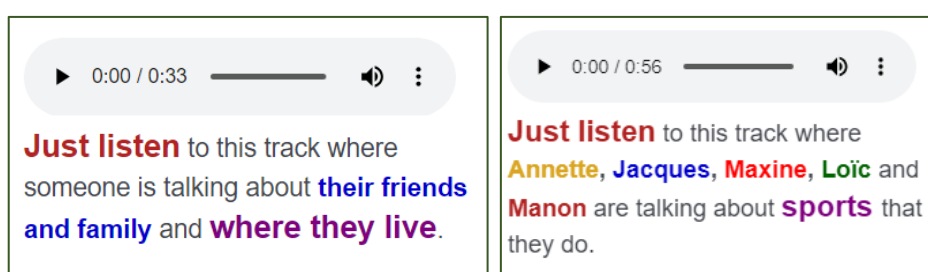 0:00 / 0:33
Just listen to this track where
someone is talking about their friends
and family and where they live.
0:00 / 0:56
Just listen to this track where
Annette, Jacques, Maxine, Loïc and
Manon are talking about sports that
they do.